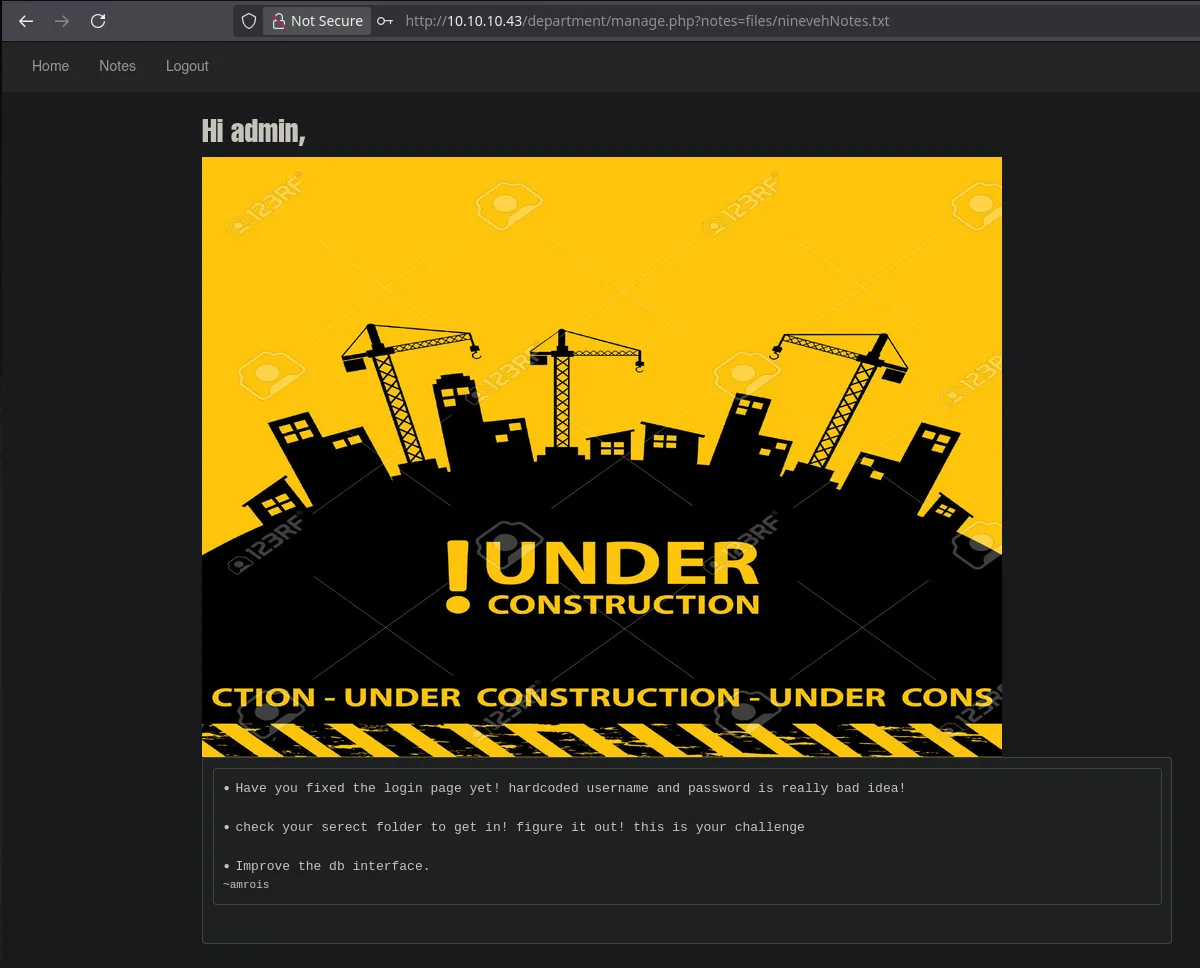 Not Secure http://10.10.10.43/department/manage.php?notes=files/ninevehNotes.txt
Home Notes Logout
Hi admin,
123RF 123RF
123RF 123RF
123RF 123RF
! UNDER
CONSTRUCTION
CTION - UNDER CONSTRUCTION - UNDER CONS
123RF 123RF
• Have you fixed the login page yet! hardcoded username and password is really bad idea!
• check your serect folder to get in! figure it out! this is your challenge
• Improve the db interface.
~amrois